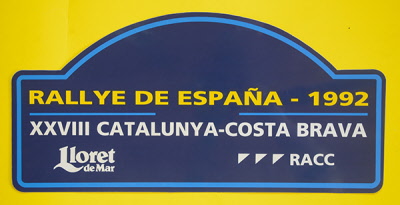 RALLYE DE ESPAÑA - 1992
XXVIII CATALUNYA-COSTA BRAVA
Lloret
de Mar
RACC